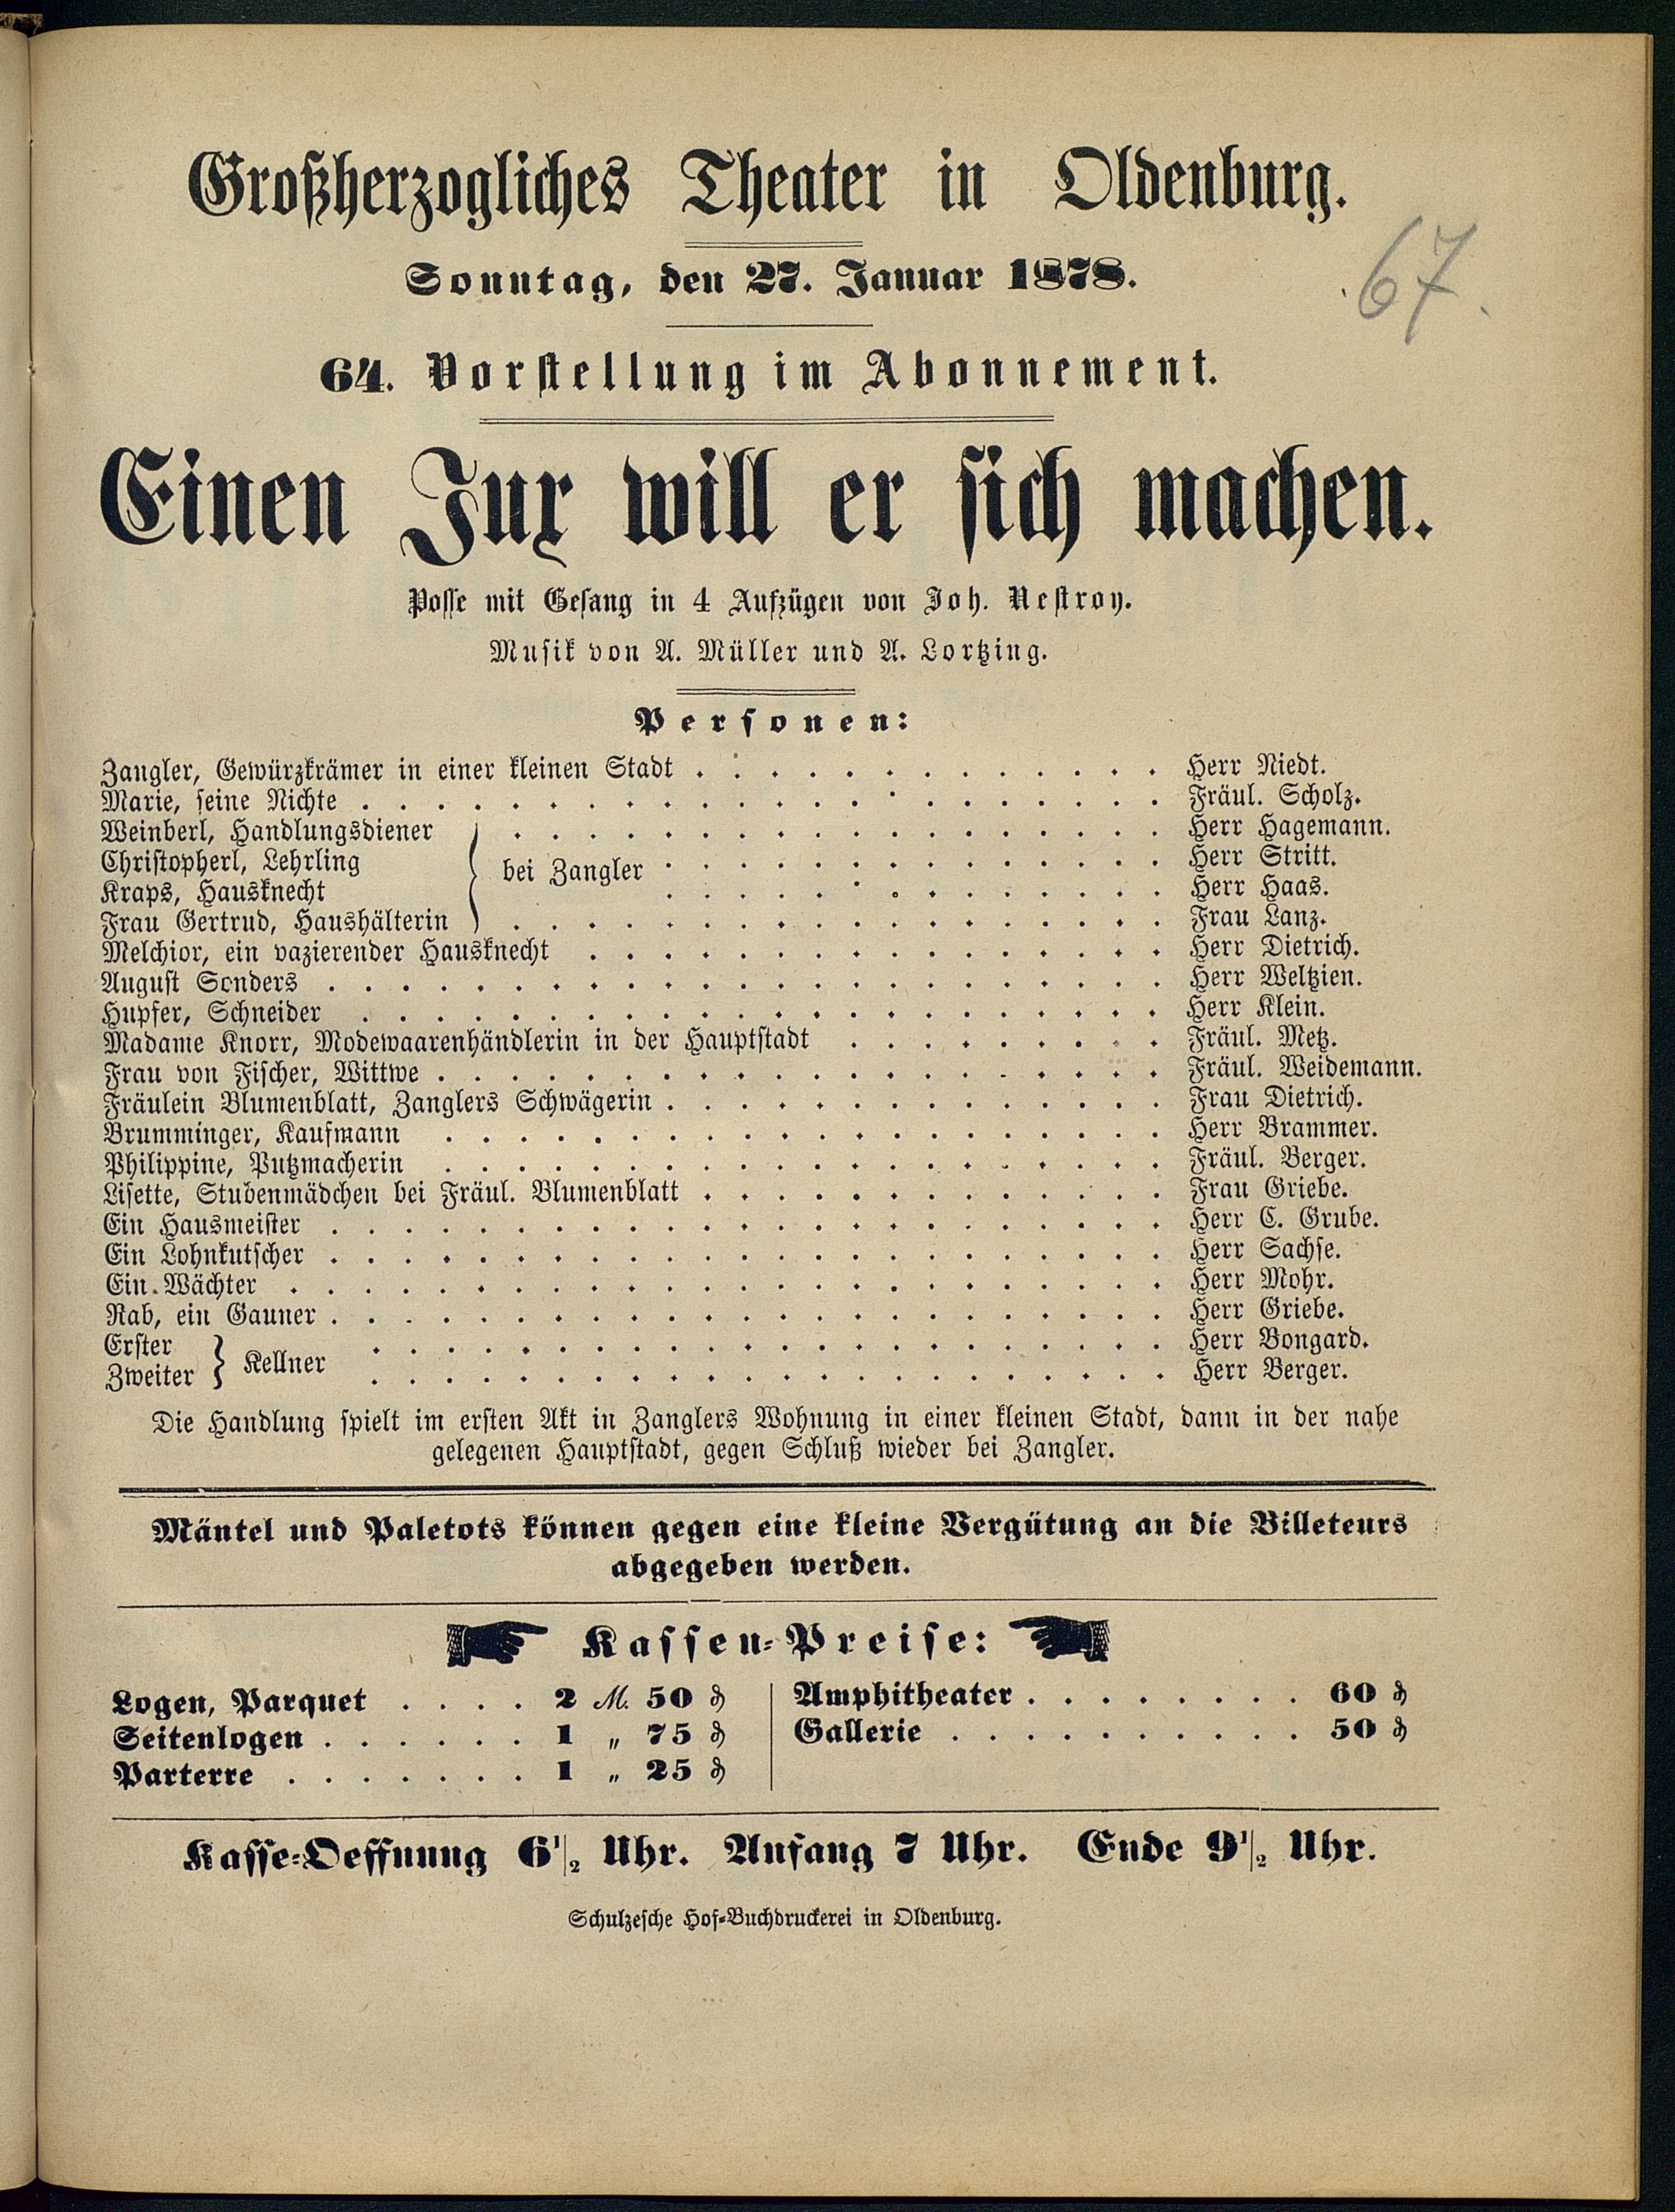 Großherzogliches Theater in Oldenburg.
67.
Sonntag, den 27. Januar 1878.
64. Vorstellung im Abonnement.
Einen Jux will er sich machen.
Posse mit Gesang in 4 Aufzügen von Joh. Nestroy.
Musik von A. Müller und A. Lortzing.
Personen:
Zangler, Gewürzkrämer in einer kleinen Stadt . . . . . . . . . . . . . Herr Niedt.
Marie, seine Nichte . . . . . . . . . . . . . . . . . . . . . . Fräul. Scholz.
Weinberl, Handlungsdiener . . . . . . . . . . . . . . . . . . Herr Hagemann.
Christopherl, Lehrling } bei Zangler . . . . . . . . . . . . . . Herr Stritt.
Kraps, Hausknecht . . . . . . . . . . . . . . Herr Haas.
Frau Gertrud, Haushälterin . . . . . . . . . . . . . . . . . . Frau Lanz.
Melchior, ein vazierender Hausknecht . . . . . . . . . . . . . . . . Herr Dietrich.
August Sonders . . . . . . . . . . . . . . . . . . . . . . . Herr Weltzien.
Hupfer, Schneider . . . . . . . . . . . . . . . . . . . . . . Herr Klein.
Madame Knorr, Modewaarenhändlerin in der Hauptstadt . . . . . . . . . Fräul. Metz.
Frau von Fischer, Wittwe . . . . . . . . . . . . . . . . . . . . Fräul. Weidemann.
Fräulein Blumenblatt, Zanglers Schwägerin . . . . . . . . . . . . . . Frau Dietrich.
Brumminger, Kaufmann . . . . . . . . . . . . . . . . . . . . Herr Brammer.
Philippine, Putzmacherin . . . . . . . . . . . . . . . . . . . . Fräul. Berger.
Lisette, Stubenmädchen bei Fräul. Blumenblatt . . . . . . . . . . . . . Frau Griebe.
Ein Hausmeister . . . . . . . . . . . . . . . . . . . . . . . Herr C. Grube.
Ein Lohnkutscher . . . . . . . . . . . . . . . . . . . . . . . Herr Sachse.
Ein Wächter . . . . . . . . . . . . . . . . . . . . . . . . Herr Mohr.
Rab, ein Gauner . . . . . . . . . . . . . . . . . . . . . . . Herr Griebe.
Erster } Kellner . . . . . . . . . . . . . . . . . . . . . . Herr Bongard.
Zweiter . . . . . . . . . . . . . . . . . . . . . . Herr Berger.
Die Handlung spielt im ersten Akt in Zanglers Wohnung in einer kleinen Stadt, dann in der nahe
gelegenen Hauptstadt, gegen Schluß wieder bei Zangler.
Mäntel und Paletots können gegen eine kleine Vergütung an die Billeteurs
abgegeben werden.
Kassen-Preise:
Logen, Parquet . . . . 2 M. 50 ₰
Seitenlogen . . . . . . 1 „ 75 ₰
Parterre . . . . . . . 1 „ 25 ₰
Amphitheater . . . . . . . . 60 ₰
Gallerie . . . . . . . . . . 50 ₰
Kasse-Oeffnung 6 1/2 Uhr. Anfang 7 Uhr. Ende 9 1/2 Uhr.
Schulzesche Hof-Buchdruckerei in Oldenburg.